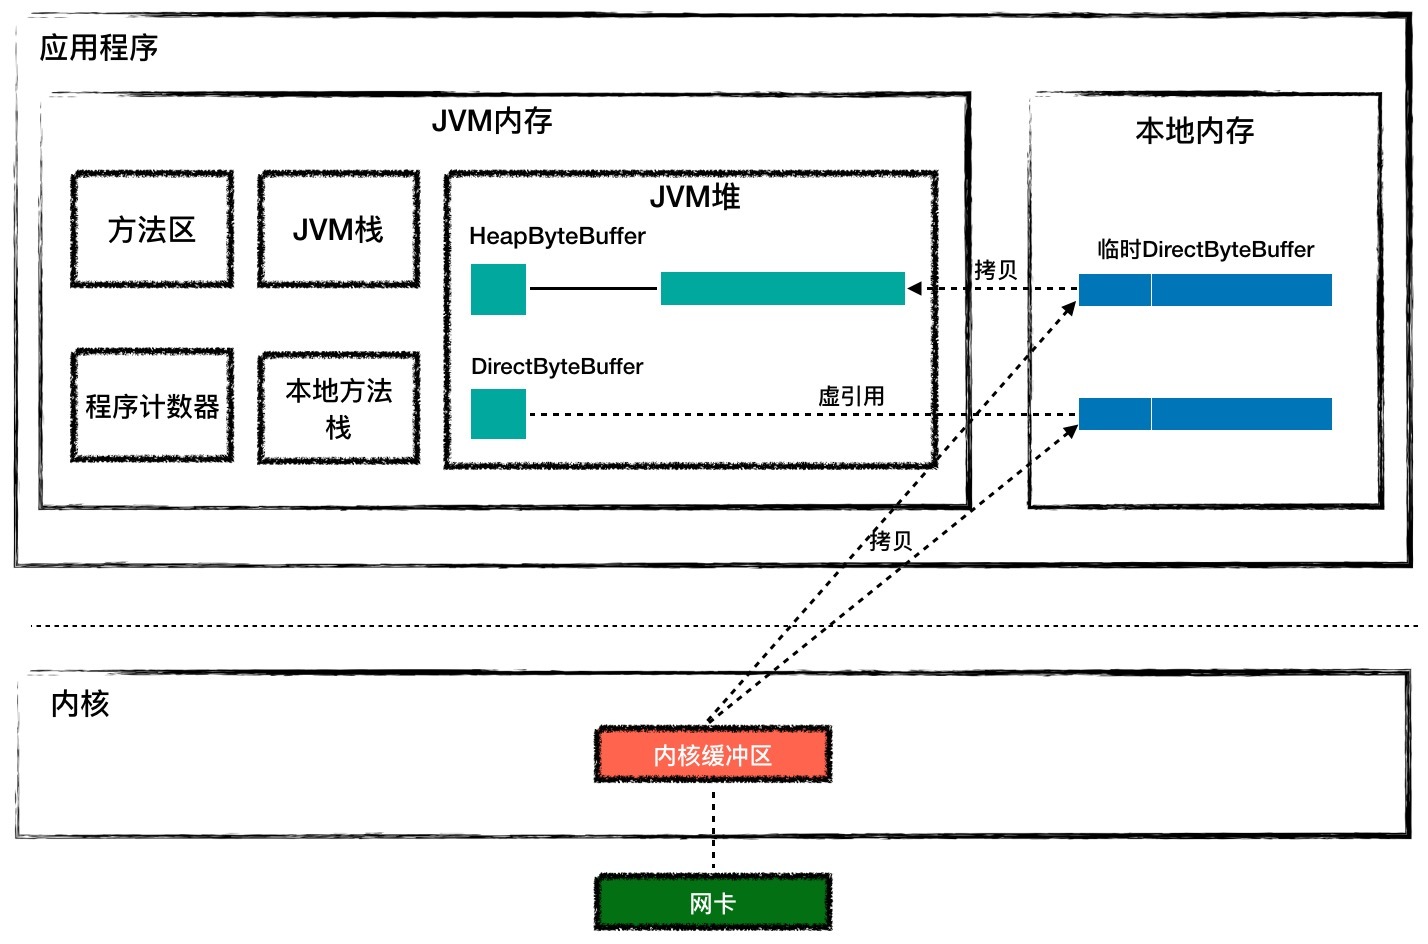 应用程序
JVM内存
本地内存
方法区
JVM栈
JVM堆
HeapByteBuffer
拷贝
临时DirectByteBuffer
程序计数器
本地方法
栈
DirectByteBuffer
虚引用
拷贝
内核
内核缓冲区
网卡